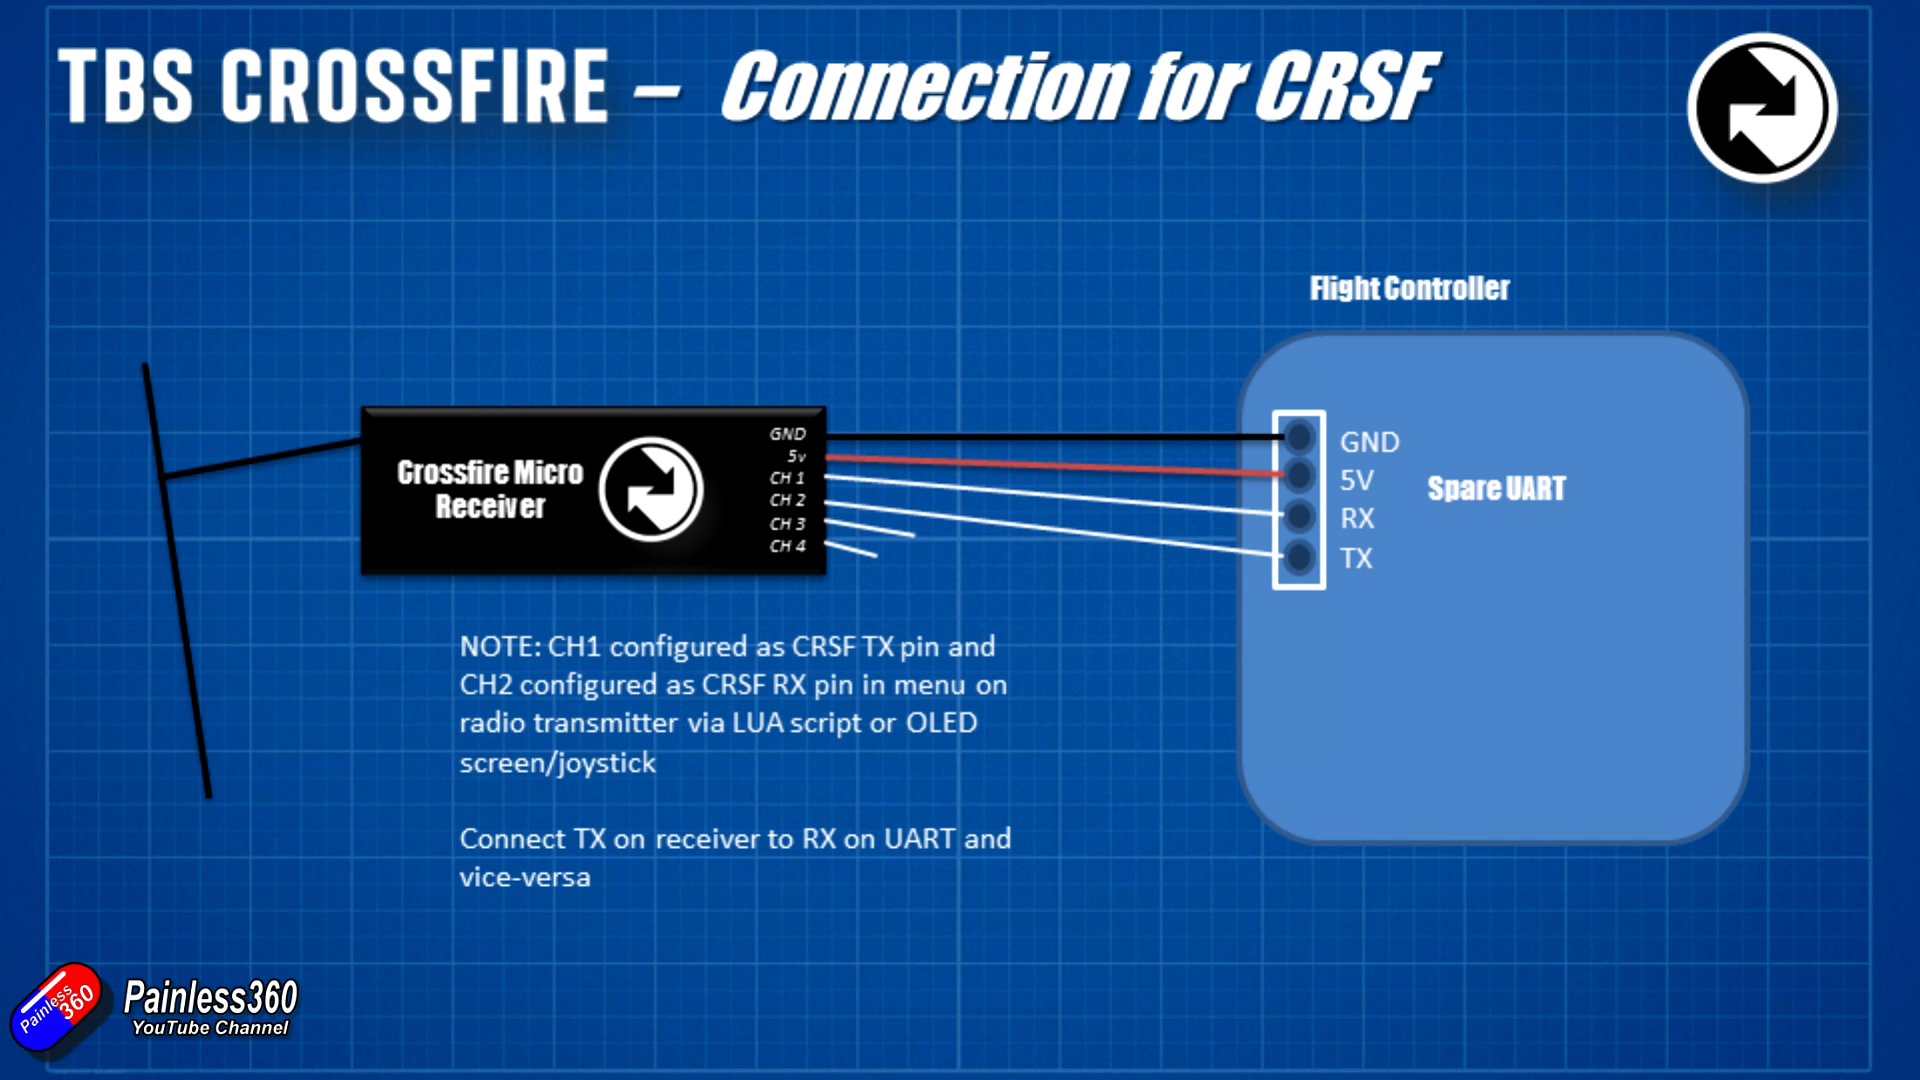 TBS CROSSFIRE – Connection for CRSF
Flight Controller
Crossfire Micro
Receiver
GND
5v
CH 1
CH 2
CH 3
CH 4
GND
5V
RX
TX
Spare UART
NOTE: CH1 configured as CRSF TX pin and
CH2 configured as CRSF RX pin in menu on
radio transmitter via LUA script or OLED
screen/joystick
Connect TX on receiver to RX on UART and
vice-versa
Painless
360
Painless360
YouTube Channel